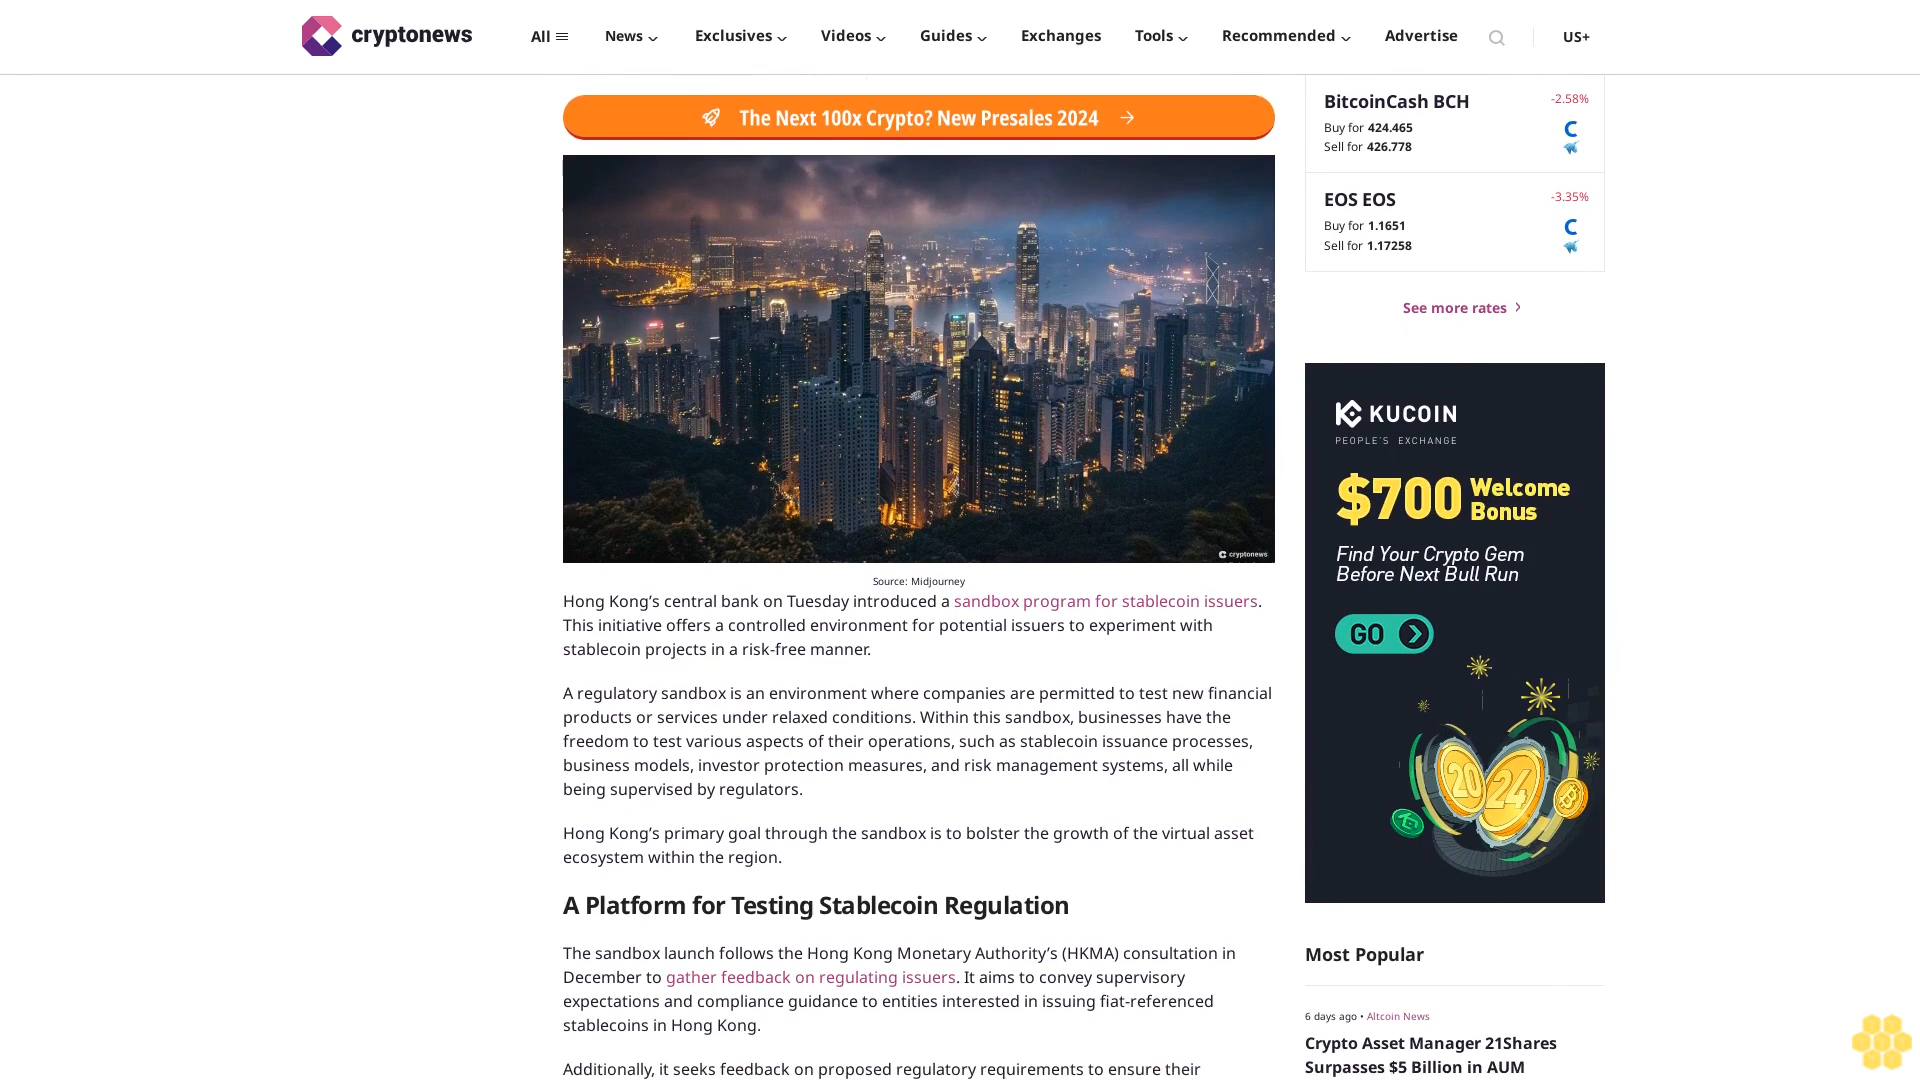 cryptonews
All
News
Exclusives
Videos
Guides
Exchanges
Tools
Recommended
Advertise
US+
The Next 100x Crypto? New Presales 2024
cryptonews
Source: Midjourney
Hong Kong’s central bank on Tuesday introduced a sandbox program for stablecoin issuers.
This initiative offers a controlled environment for potential issuers to experiment with
stablecoin projects in a risk-free manner.
A regulatory sandbox is an environment where companies are permitted to test new financial
products or services under relaxed conditions. Within this sandbox, businesses have the
freedom to test various aspects of their operations, such as stablecoin issuance processes,
business models, investor protection measures, and risk management systems, all while
being supervised by regulators.
Hong Kong’s primary goal through the sandbox is to bolster the growth of the virtual asset
ecosystem within the region.
A Platform for Testing Stablecoin Regulation
The sandbox launch follows the Hong Kong Monetary Authority’s (HKMA) consultation in
December to gather feedback on regulating issuers. It aims to convey supervisory
expectations and compliance guidance to entities interested in issuing fiat-referenced
stablecoins in Hong Kong.
Additionally, it seeks feedback on proposed regulatory requirements to ensure their
BitcoinCash BCH
-2.58%
Buy for 424.465
Sell for 426.778
EOS EOS
-3.35%
Buy for 1.1651
Sell for 1.17258
See more rates
KUCOIN
PEOPLE'S EXCHANGE
$700 Welcome
Bonus
Find Your Crypto Gem
Before Next Bull Run
GO
20 24
Most Popular
6 days ago • Altcoin News
Crypto Asset Manager 21Shares
Surpasses $5 Billion in AUM